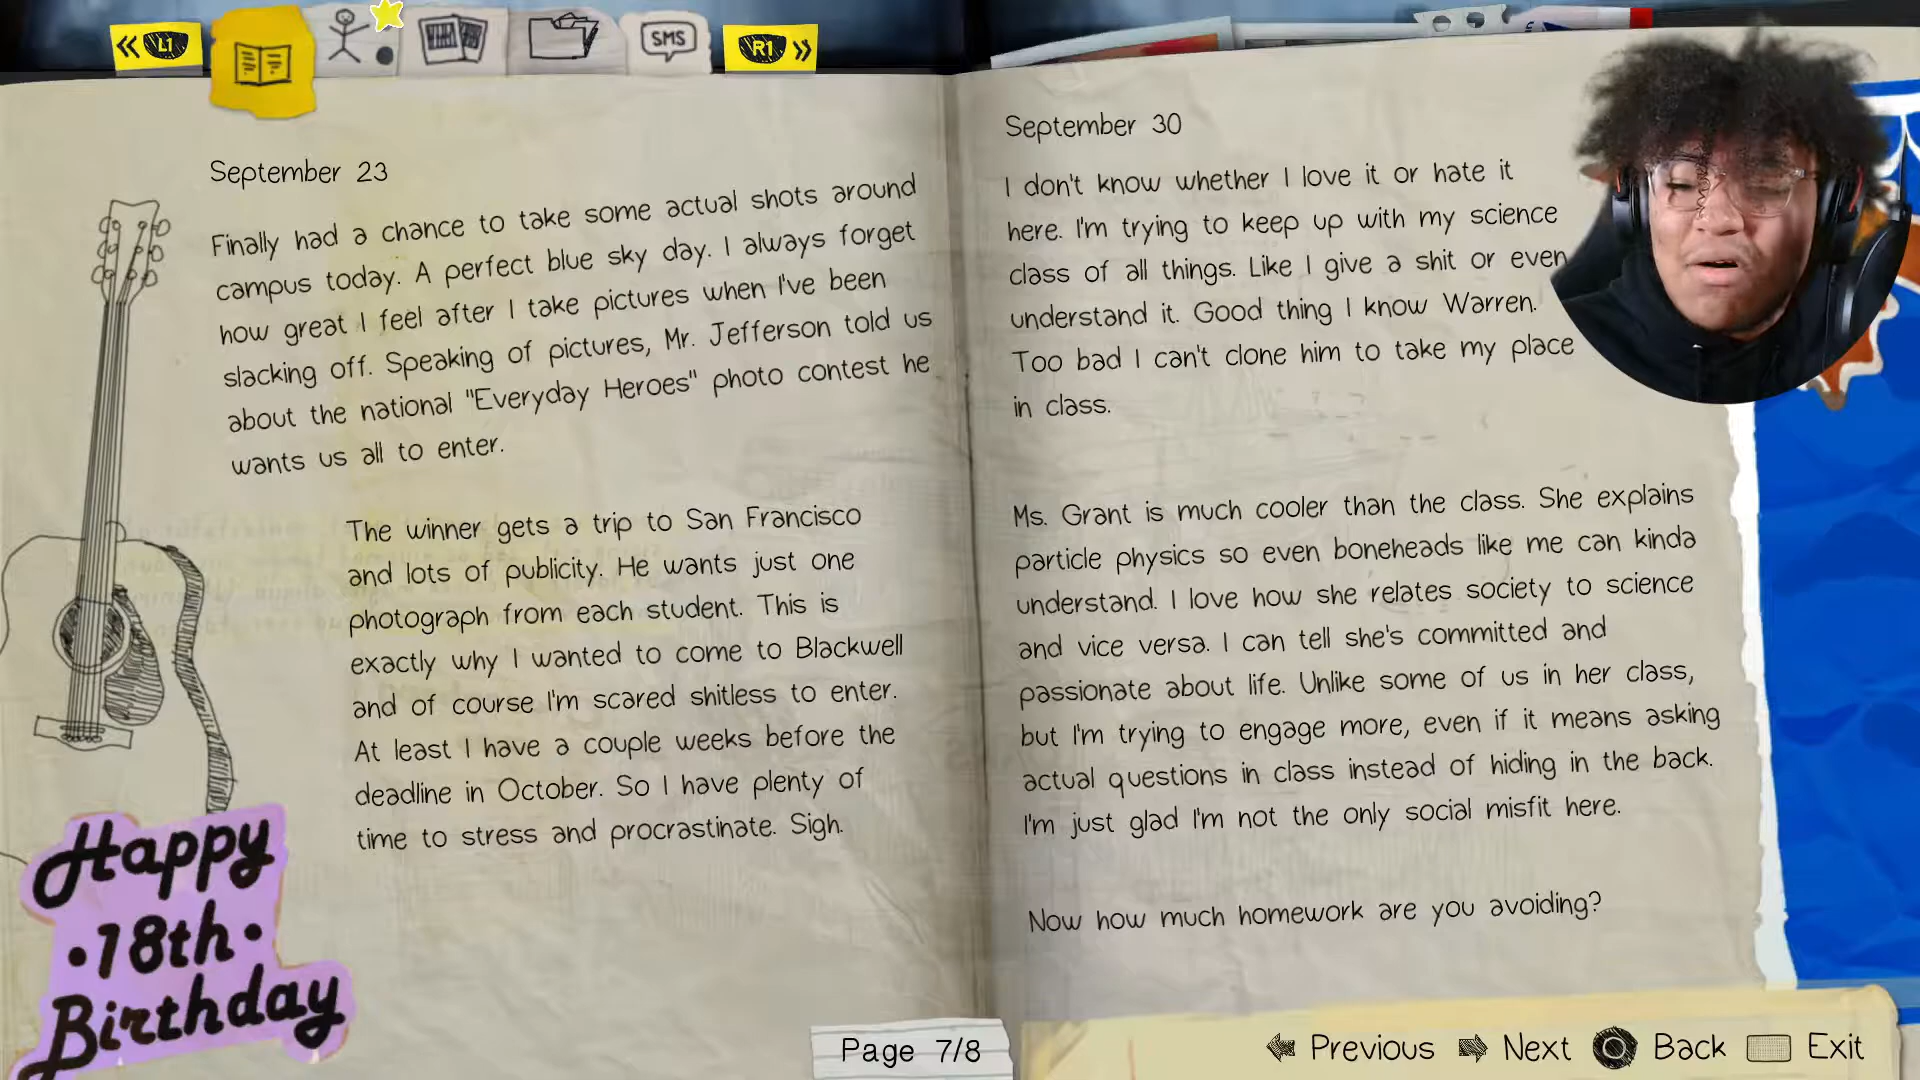 L1
SMS
R1
September 23
Finally had a chance to take some actual shots around
campus today. A perfect blue sky day. I always forget
how great I feel after I take pictures when I've been
slacking off. Speaking of pictures, Mr. Jefferson told us
about the national "Everyday Heroes" photo contest he
wants us all to enter.
The winner gets a trip to San Francisco
and lots of publicity. He wants just one
photograph from each student. This is
exactly why I wanted to come to Blackwell
and of course I'm scared shitless to enter.
At least I have a couple weeks before the
deadline in October. So I have plenty of
time to stress and procrastinate. Sigh.
Happy
18th
Birthday
September 30
I don't know whether I love it or hate it
here. I'm trying to keep up with my science
class of all things. Like I give a shit or even
understand it. Good thing I know Warren.
Too bad I can't clone him to take my place
in class.
Ms. Grant is much cooler than the class. She explains
particle physics so even boneheads like me can kinda
understand. I love how she relates society to science
and vice versa. I can tell she's committed and
passionate about life. Unlike some of us in her class,
but I'm trying to engage more, even if it means asking
actual questions in class instead of hiding in the back.
I'm just glad I'm not the only social misfit here.
Now how much homework are you avoiding?
Page 7/8
Previous Next Back Exit